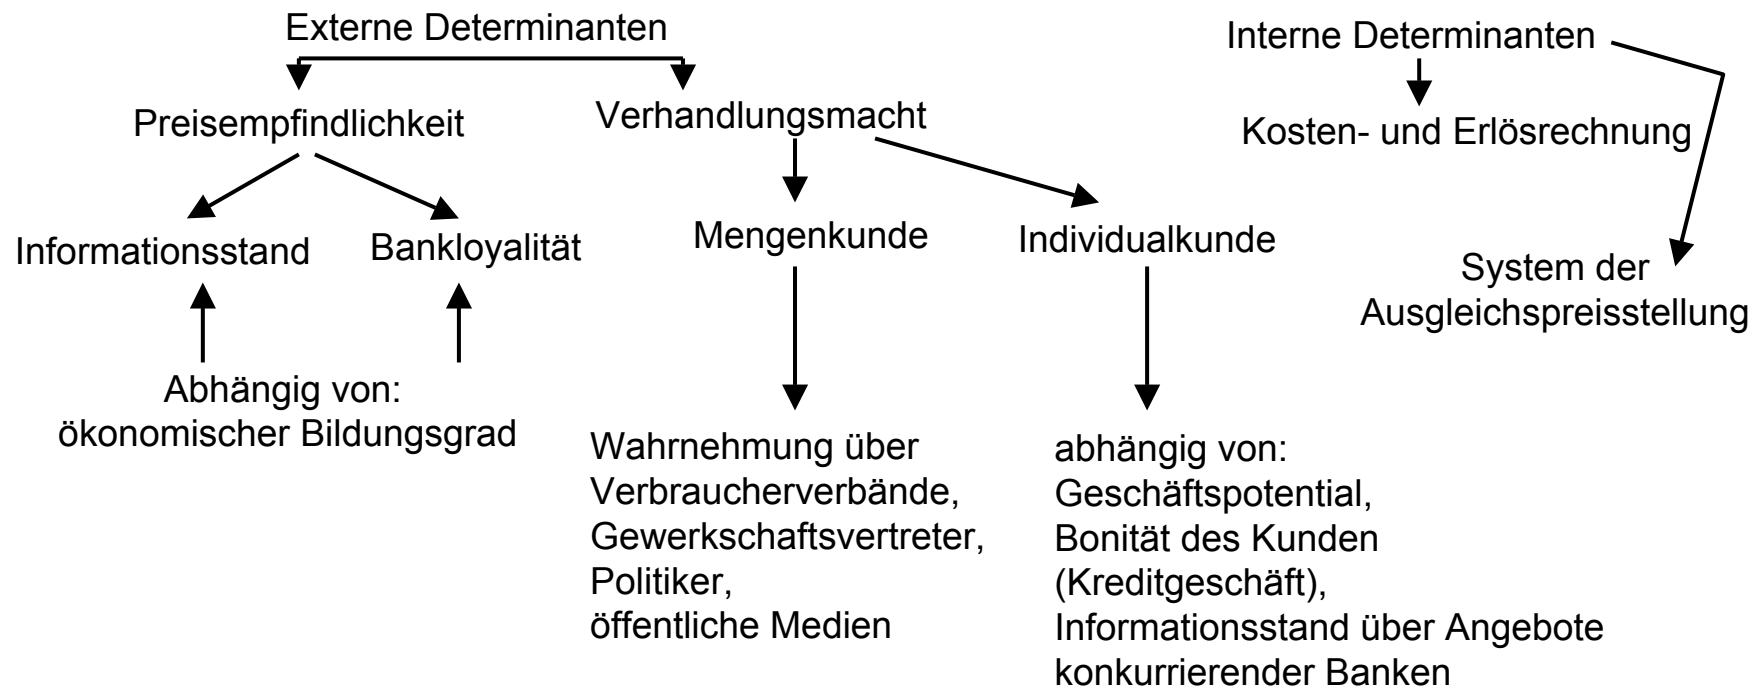 Externe Determinanten
Interne Determinanten
Preisempfindlichkeit
Verhandlungsmacht
Kosten- und Erlösrechnung
Informationsstand
Bankloyalität
Mengenkunde
Individualkunde
System der
Ausgleichspreisstellung
Abhängig von:
ökonomischer Bildungsgrad
Wahrnehmung über
Verbraucherverbände,
Gewerkschaftsvertreter,
Politiker,
öffentliche Medien
abhängig von:
Geschäftspotential,
Bonität des Kunden
(Kreditgeschäft),
Informationsstand über Angebote
konkurrierender Banken